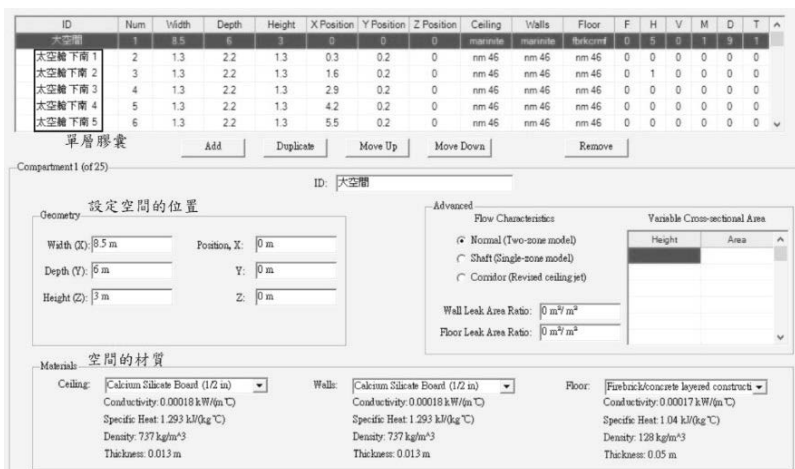 ID Num Width Depth Height X Position Y Position Z Position Ceiling Walls Floor F H V M D T
大空間 1 8.5 6 3 0 0 0 marinite marinite fbrkcrmf 0 5 0 1 9 1
太空艙下南 1 2 1.3 2.2 1.3 0.3 0.2 0 nm 46 nm 46 nm 46 0 0 0 0 0 0
太空艙下南 2 3 1.3 2.2 1.3 1.6 0.2 0 nm 46 nm 46 nm 46 0 1 0 0 0 0
太空艙下南 3 4 1.3 2.2 1.3 2.9 0.2 0 nm 46 nm 46 nm 46 0 0 0 0 0 0
太空艙下南 4 5 1.3 2.2 1.3 4.2 0.2 0 nm 46 nm 46 nm 46 0 0 0 0 0 0
太空艙下南 5 6 1.3 2.2 1.3 5.5 0.2 0 nm 46 nm 46 nm 46 0 0 0 0 0 0
單層膠囊
Add Duplicate Move Up Move Down Remove
Compartment 1 (of 25)
ID: 大空間
設定空間的位置
Geometry
Width (X): 8.5 m Position, X: 0 m
Depth (Y): 6 m Y: 0 m
Height (Z): 3 m Z: 0 m
Advanced
Flow Characteristics
Normal (Two-zone model)
Shaft (Single-zone model)
Corridor (Revised ceiling jet)
Wall Leak Area Ratio: 0 m²/ m²
Floor Leak Area Ratio: 0 m²/ m²
Variable Cross-sectional Area
Height Area
Materials 空間的材質
Ceiling: Calcium Silicate Board (1/2 in)
Conductivity: 0.00018 kW/(m℃)
Specific Heat: 1.293 kJ/(kg℃)
Density: 737 kg/m^3
Thickness: 0.013 m
Walls: Calcium Silicate Board (1/2 in)
Conductivity: 0.00018 kW/(m℃)
Specific Heat: 1.293 kJ/(kg℃)
Density: 737 kg/m^3
Thickness: 0.013 m
Floor: Firebrick/concrete layered constructi
Conductivity: 0.00017 kW/(m℃)
Specific Heat: 1.04 kJ/(kg℃)
Density: 128 kg/m^3
Thickness: 0.05 m